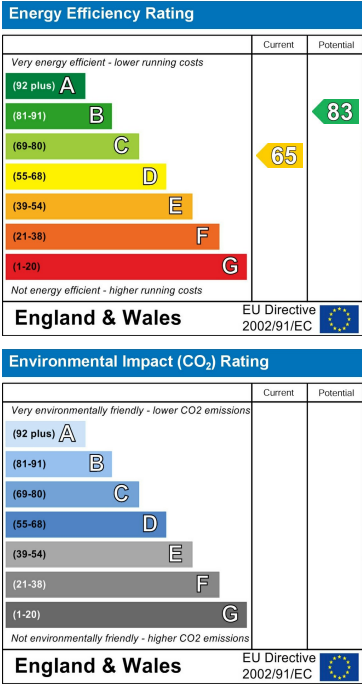 Energy Efficiency Rating
Current Potential
Very energy efficient - lower running costs
(92 plus) A
(81-91) B
83
(69-80) C
65
(55-68) D
(39-54) E
(21-38) F
(1-20) G
Not energy efficient - higher running costs
England & Wales
EU Directive
2002/91/EC
Environmental Impact (CO₂) Rating
Current Potential
Very environmentally friendly - lower CO2 emissions
(92 plus) A
(81-91) B
(69-80) C
(55-68) D
(39-54) E
(21-38) F
(1-20) G
Not environmentally friendly - higher CO2 emissions
England & Wales
EU Directive
2002/91/EC